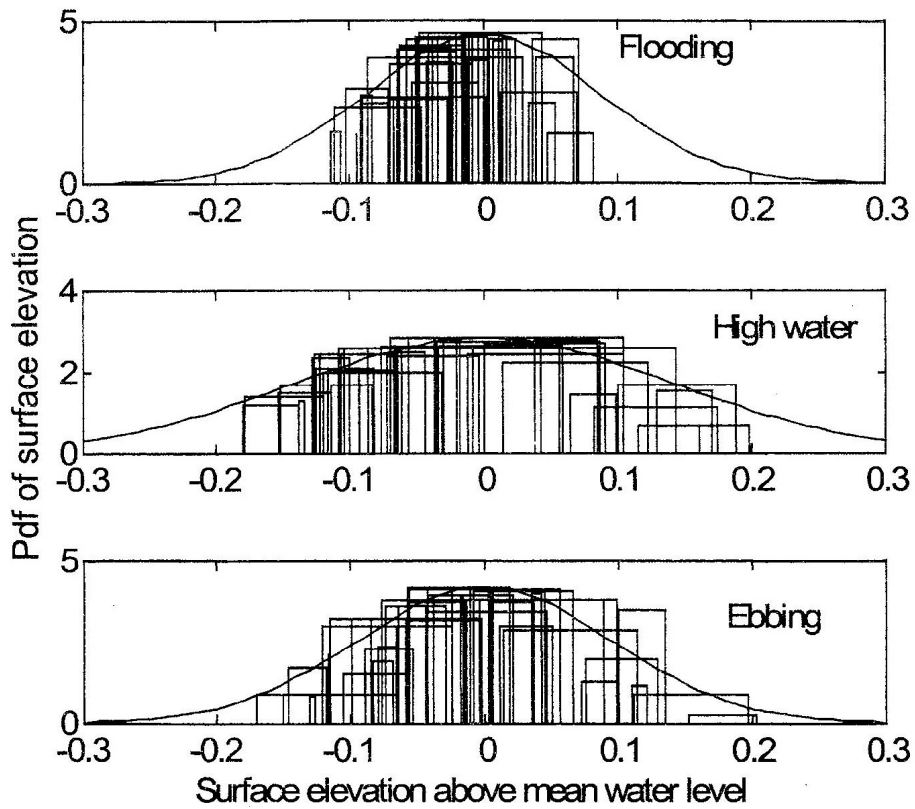 5
Flooding
0
-0.3 -0.2 -0.1 0 0.1 0.2 0.3
Pdf of surface elevation
4
High water
2
0
-0.3 -0.2 -0.1 0 0.1 0.2 0.3
5
Ebbing
0
-0.3 -0.2 -0.1 0 0.1 0.2 0.3
Surface elevation above mean water level